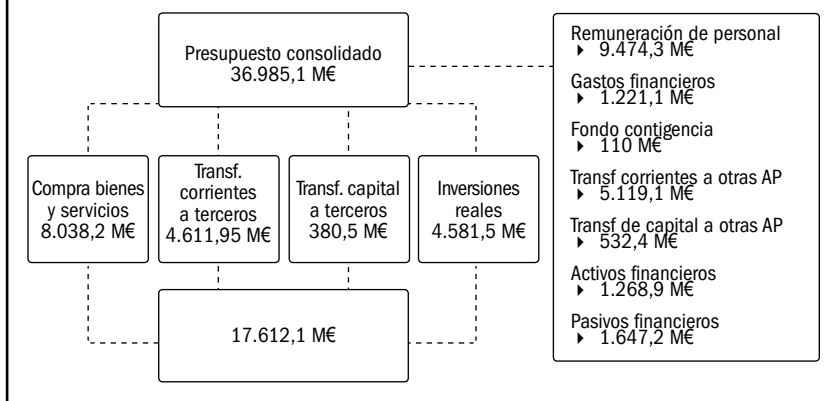 Presupuesto consolidado
36.985,1 M€
Compra bienes
y servicios
8.038,2 M€
Transf.
corrientes
a terceros
4.611,95 M€
Transf. capital
a terceros
380,5 M€
Inversiones
reales
4.581,5 M€
17.612,1 M€
Remuneración de personal
9.474,3 M€
Gastos financieros
1.221,1 M€
Fondo contigencia
110 M€
Transf corrientes a otras AP
5.119,1 M€
Transf de capital a otras AP
532,4 M€
Activos financieros
1.268,9 M€
Pasivos financieros
1.647,2 M€